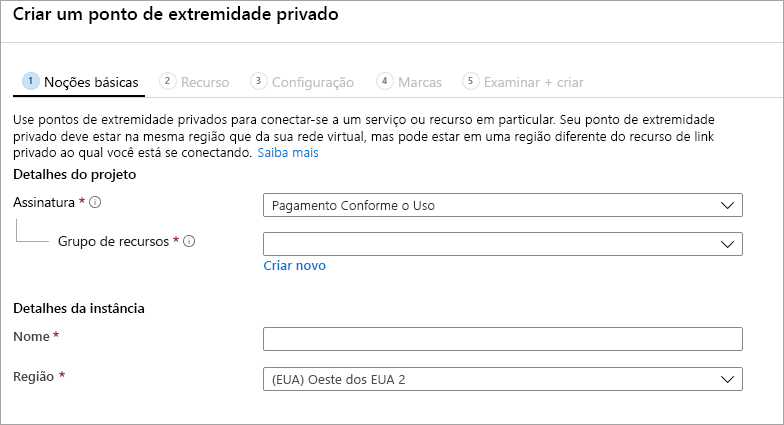 Criar um ponto de extremidade privado
1 Noções básicas 2 Recurso 3 Configuração 4 Marcas 5 Examinar + criar
Use pontos de extremidade privados para conectar-se a um serviço ou recurso em particular. Seu ponto de extremidade
privado deve estar na mesma região que da sua rede virtual, mas pode estar em uma região diferente do recurso de link
privado ao qual você está se conectando. Saiba mais
Detalhes do projeto
Assinatura * Pagamento Conforme o Uso
Grupo de recursos *
Criar novo
Detalhes da instância
Nome *
Região * (EUA) Oeste dos EUA 2